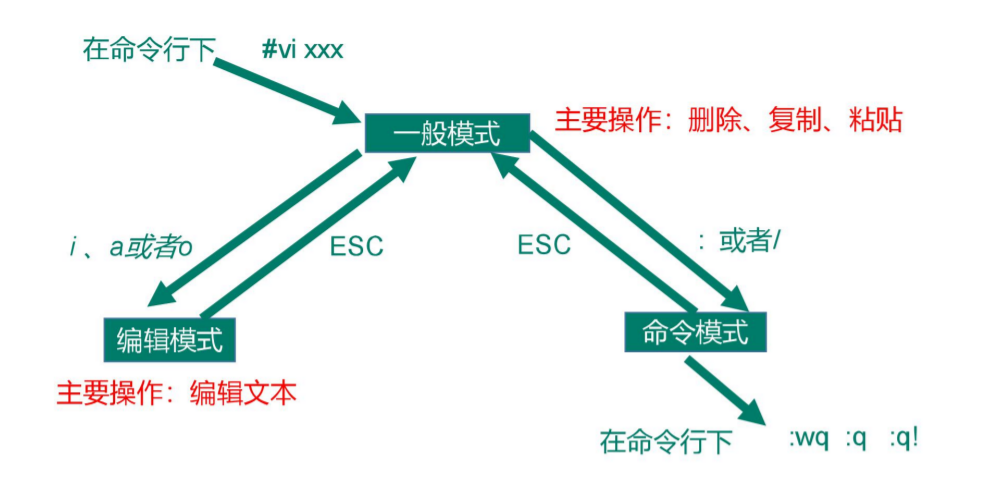 在命令行下 #vi xxx
一般模式
主要操作：删除、复制、粘贴
i 、a或者o
ESC
ESC
：或者/
编辑模式
命令模式
主要操作：编辑文本
在命令行下 :wq :q :q!